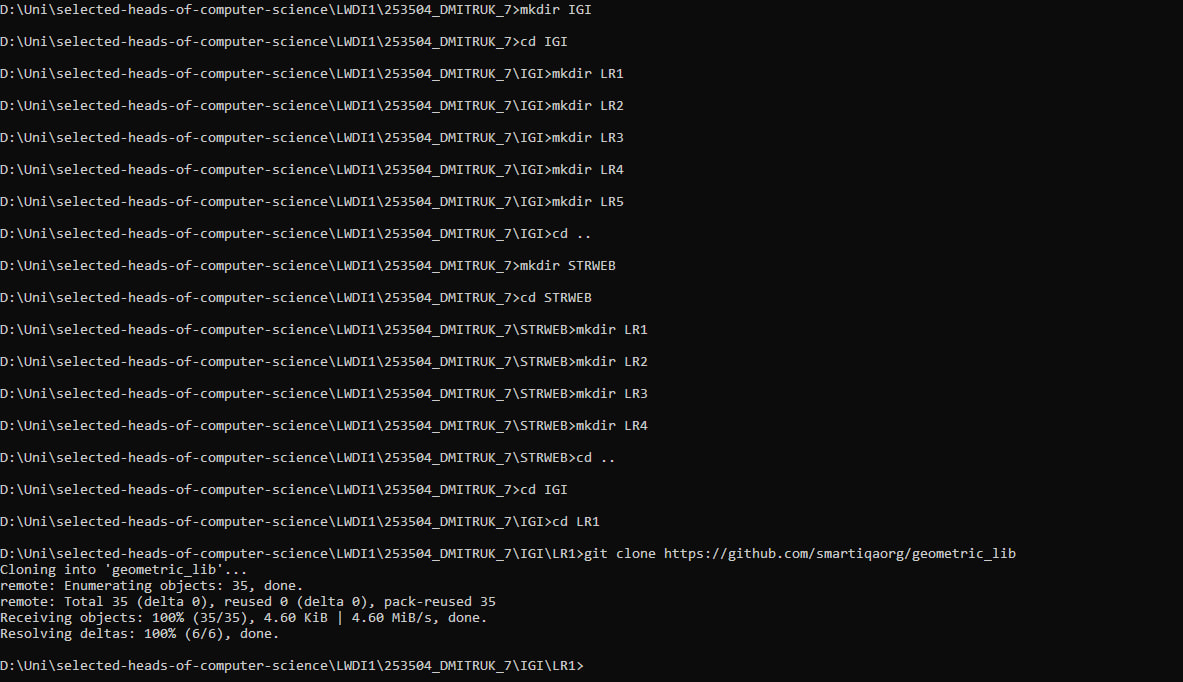 D:\Uni\selected-heads-of-computer-science\LWDI1\253504_DMITRUK_7>mkdir IGI
D:\Uni\selected-heads-of-computer-science\LWDI1\253504_DMITRUK_7>cd IGI
D:\Uni\selected-heads-of-computer-science\LWDI1\253504_DMITRUK_7\IGI>mkdir LR1
D:\Uni\selected-heads-of-computer-science\LWDI1\253504_DMITRUK_7\IGI>mkdir LR2
D:\Uni\selected-heads-of-computer-science\LWDI1\253504_DMITRUK_7\IGI>mkdir LR3
D:\Uni\selected-heads-of-computer-science\LWDI1\253504_DMITRUK_7\IGI>mkdir LR4
D:\Uni\selected-heads-of-computer-science\LWDI1\253504_DMITRUK_7\IGI>mkdir LR5
D:\Uni\selected-heads-of-computer-science\LWDI1\253504_DMITRUK_7\IGI>cd ..
D:\Uni\selected-heads-of-computer-science\LWDI1\253504_DMITRUK_7>mkdir STRWEB
D:\Uni\selected-heads-of-computer-science\LWDI1\253504_DMITRUK_7>cd STRWEB
D:\Uni\selected-heads-of-computer-science\LWDI1\253504_DMITRUK_7\STRWEB>mkdir LR1
D:\Uni\selected-heads-of-computer-science\LWDI1\253504_DMITRUK_7\STRWEB>mkdir LR2
D:\Uni\selected-heads-of-computer-science\LWDI1\253504_DMITRUK_7\STRWEB>mkdir LR3
D:\Uni\selected-heads-of-computer-science\LWDI1\253504_DMITRUK_7\STRWEB>mkdir LR4
D:\Uni\selected-heads-of-computer-science\LWDI1\253504_DMITRUK_7\STRWEB>cd ..
D:\Uni\selected-heads-of-computer-science\LWDI1\253504_DMITRUK_7>cd IGI
D:\Uni\selected-heads-of-computer-science\LWDI1\253504_DMITRUK_7\IGI>cd LR1
D:\Uni\selected-heads-of-computer-science\LWDI1\253504_DMITRUK_7\IGI\LR1>git clone https://github.com/smartiqaorg/geometric_lib
Cloning into 'geometric_lib'...
remote: Enumerating objects: 35, done.
remote: Total 35 (delta 0), reused 0 (delta 0), pack-reused 35
Receiving objects: 100% (35/35), 4.60 KiB | 4.60 MiB/s, done.
Resolving deltas: 100% (6/6), done.
D:\Uni\selected-heads-of-computer-science\LWDI1\253504_DMITRUK_7\IGI\LR1>